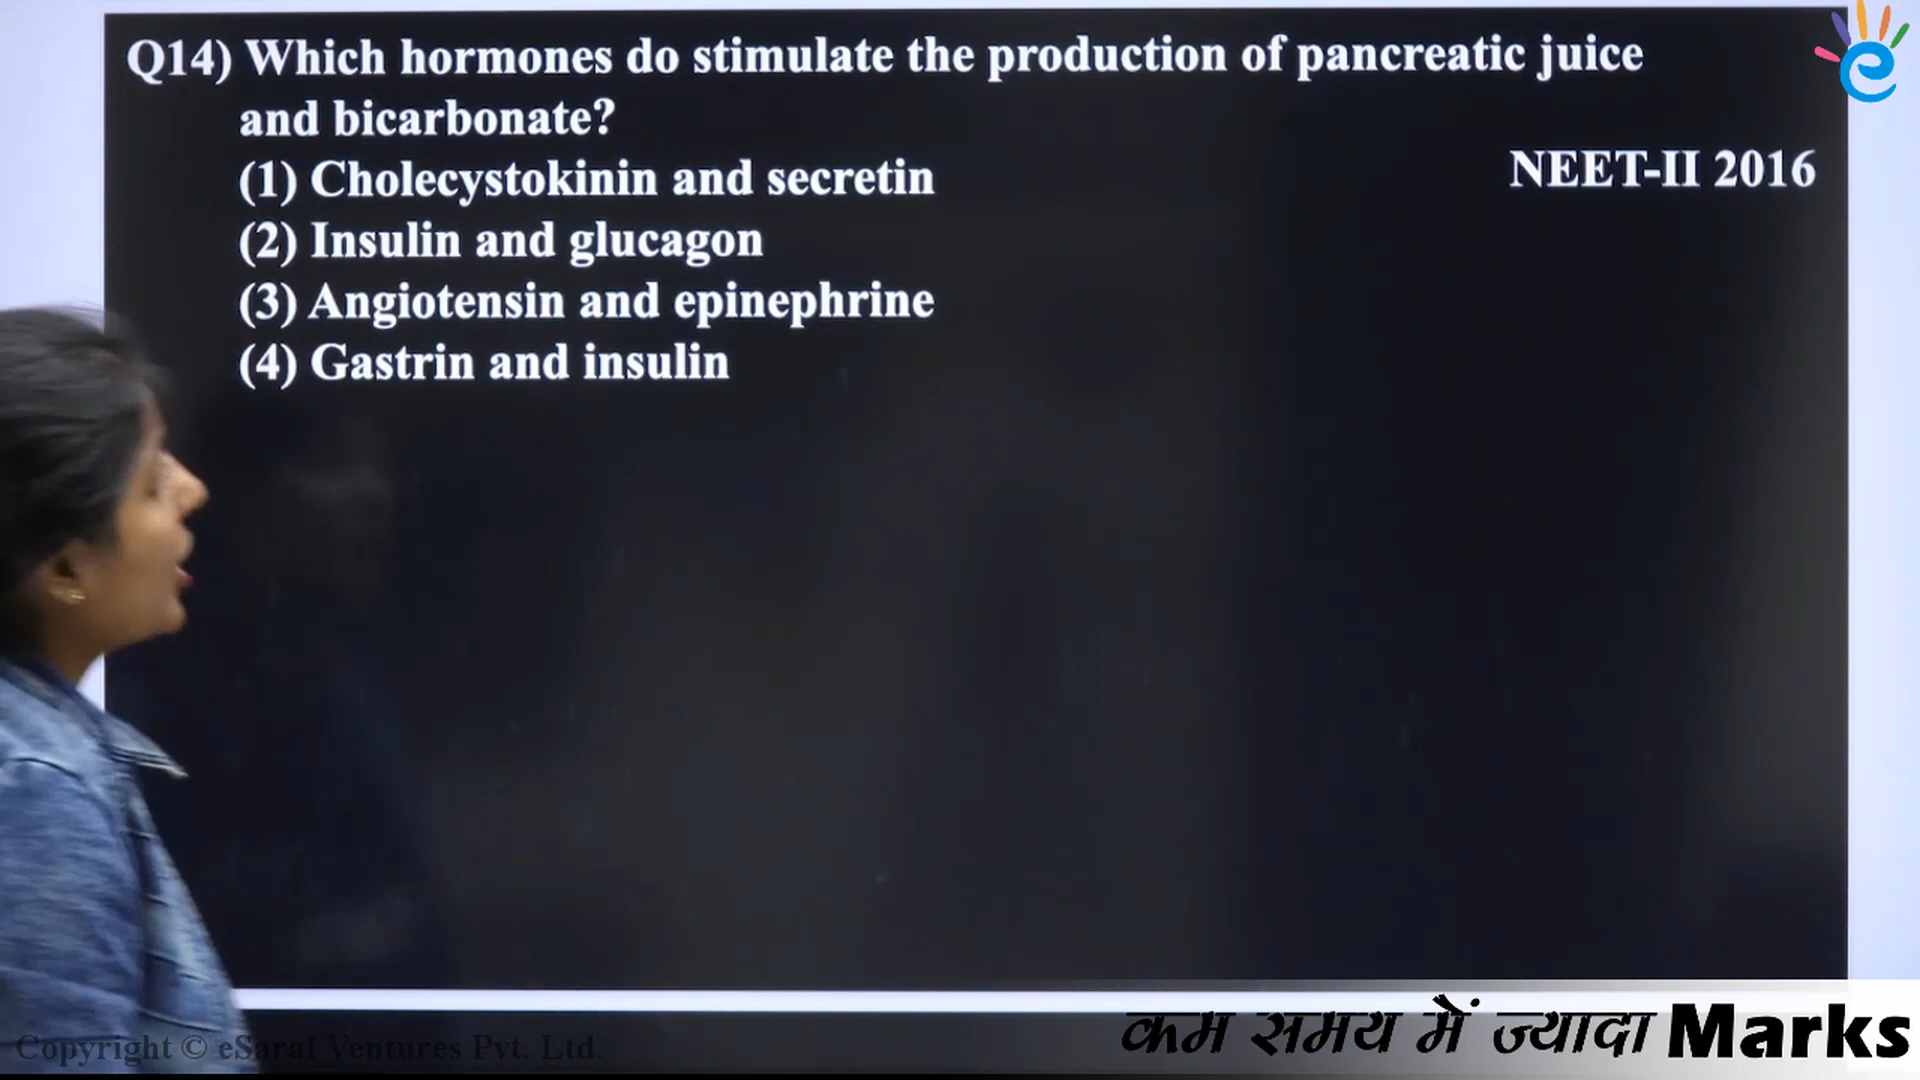 Q14) Which hormones do stimulate the production of pancreatic juice
and bicarbonate?
NEET-II 2016
(1) Cholecystokinin and secretin
(2) Insulin and glucagon
(3) Angiotensin and epinephrine
(4) Gastrin and insulin
Copyright © eSaral Ventures Pvt. Ltd.
कम समय में ज्यादा Marks